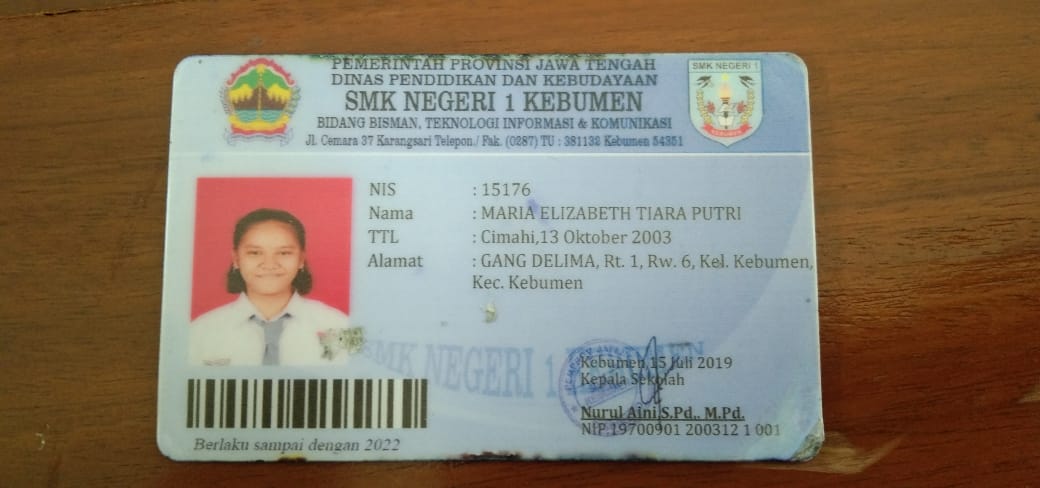 PEMERINTAH PROVINSI JAWA TENGAH
DINAS PENDIDIKAN DAN KEBUDAYAAN
SMK NEGERI 1 KEBUMEN
BIDANG BISMAN, TEKNOLOGI INFORMASI & KOMUNIKASI
Jl. Cemara 37 Karangsari Telepon./ Fak. (0287) TU : 381132 Kebumen 54351
SMK NEGERI 1
KEBUMEN
NIS : 15176
Nama : MARIA ELIZABETH TIARA PUTRI
TTL : Cimahi,13 Oktober 2003
Alamat : GANG DELIMA, Rt. 1, Rw. 6, Kel. Kebumen,
Kec. Kebumen
SMK NEGERI 1
Kebumen,15 Juli 2019
Kepala Sekolah
Nurul Aini S.Pd., M.Pd.
NIP.19700901 200312 1 001
Berlaku sampai dengan 2022